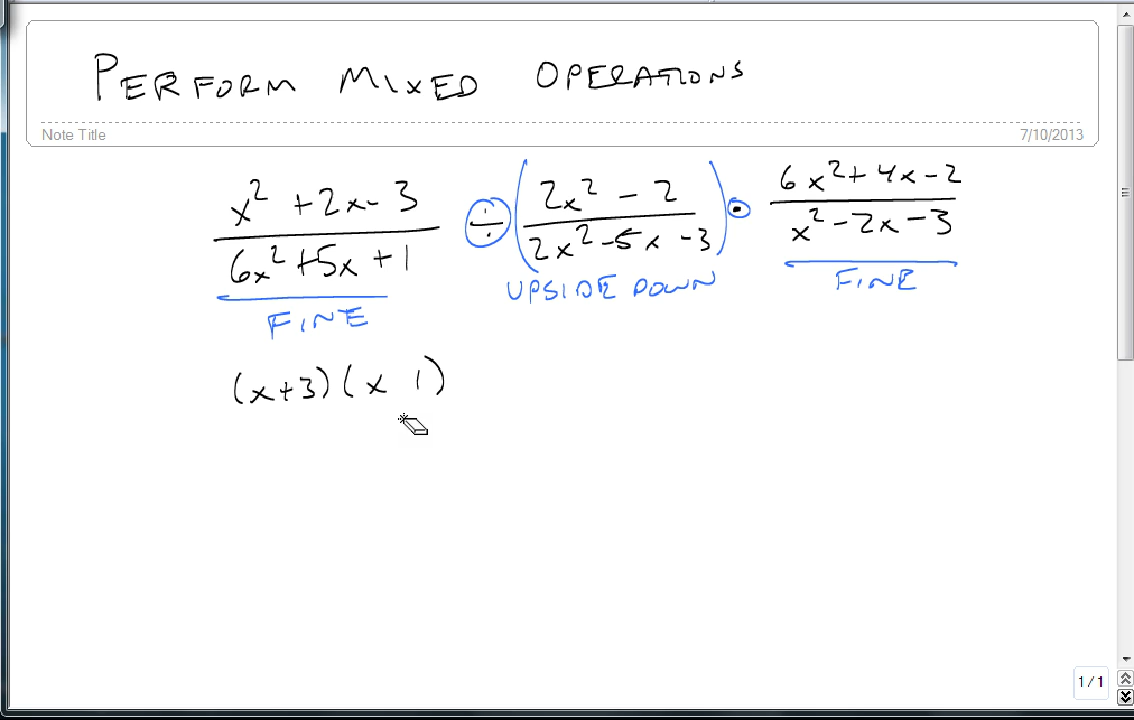 PERFORM MIXED OPERATIONS
Note Title 7/10/2013
x² + 2x - 3 / 6x² + 5x + 1 ÷ (2x² - 2 / 2x² - 5x - 3) • 6x² + 4x - 2 / x² - 2x - 3
FINE UPSIDE DOWN FINE
(x+3)(x 1)
1/1